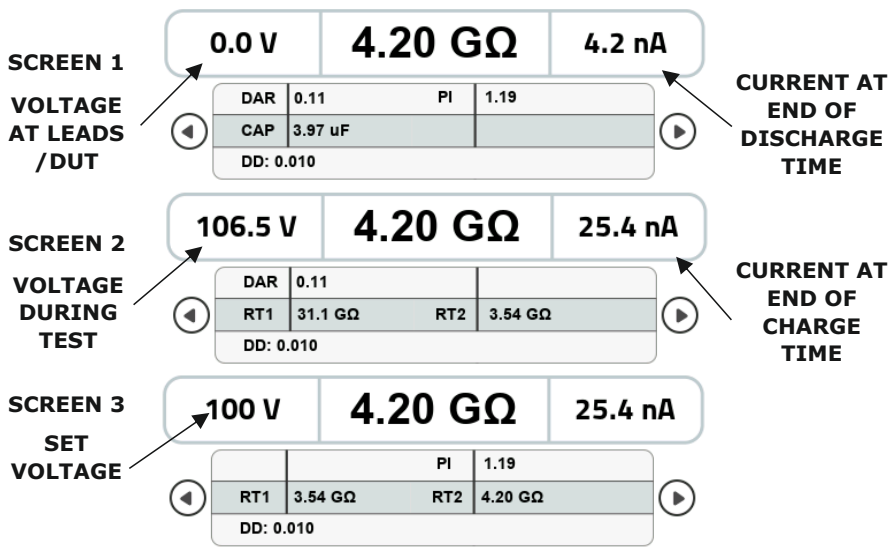 SCREEN 1
VOLTAGE
AT LEADS
/DUT
0.0 V 4.20 GΩ 4.2 nA
DAR 0.11 PI 1.19
CAP 3.97 uF
DD: 0.010
CURRENT AT
END OF
DISCHARGE
TIME
SCREEN 2
VOLTAGE
DURING
TEST
106.5 V 4.20 GΩ 25.4 nA
DAR 0.11
RT1 31.1 GΩ RT2 3.54 GΩ
DD: 0.010
CURRENT AT
END OF
CHARGE
TIME
SCREEN 3
SET
VOLTAGE
100 V 4.20 GΩ 25.4 nA
PI 1.19
RT1 3.54 GΩ RT2 4.20 GΩ
DD: 0.010